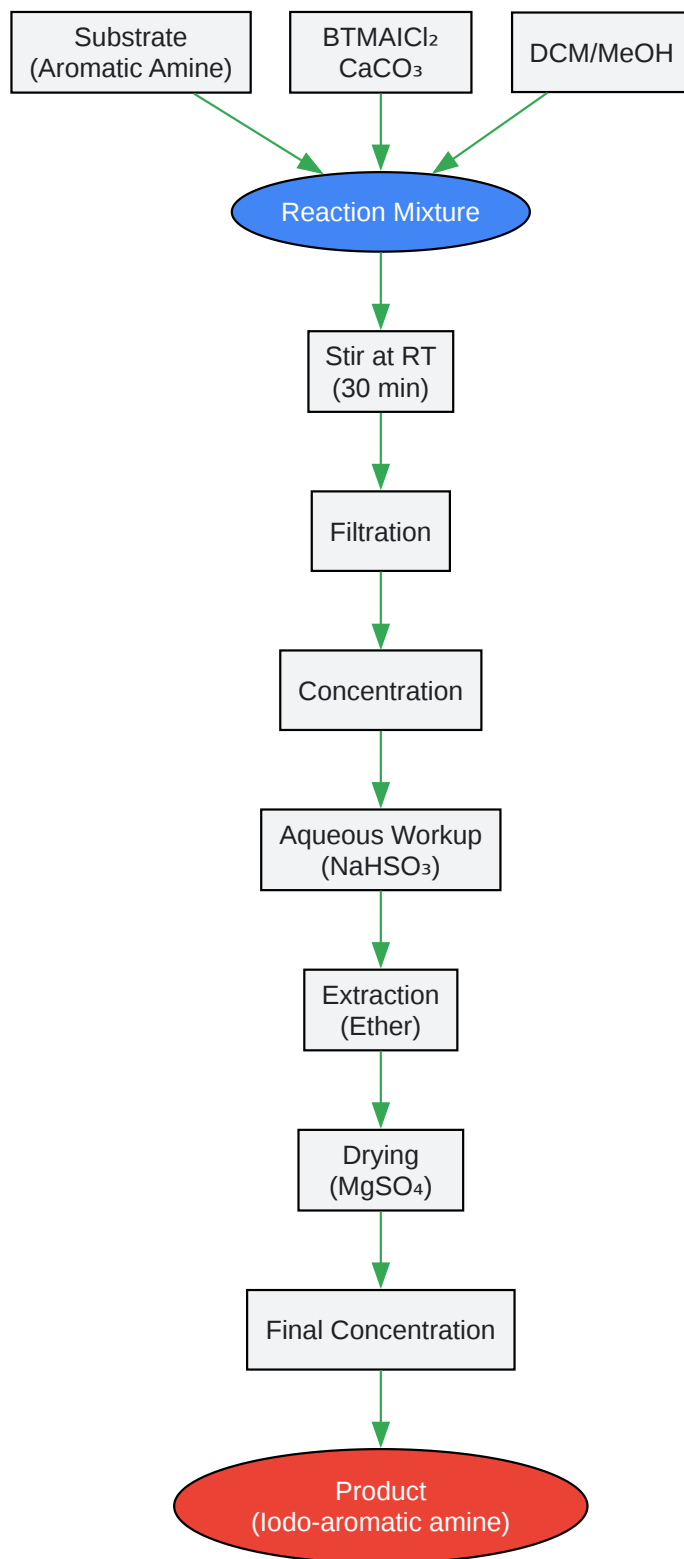 Substrate
(Aromatic Amine)
BTMAICl₂
CaCO₃
DCM/MeOH
Reaction Mixture
Stir at RT
(30 min)
Filtration
Concentration
Aqueous Workup
(NaHSO₃)
Extraction
(Ether)
Drying
(MgSO₄)
Final Concentration
Product
(Iodo-aromatic amine)